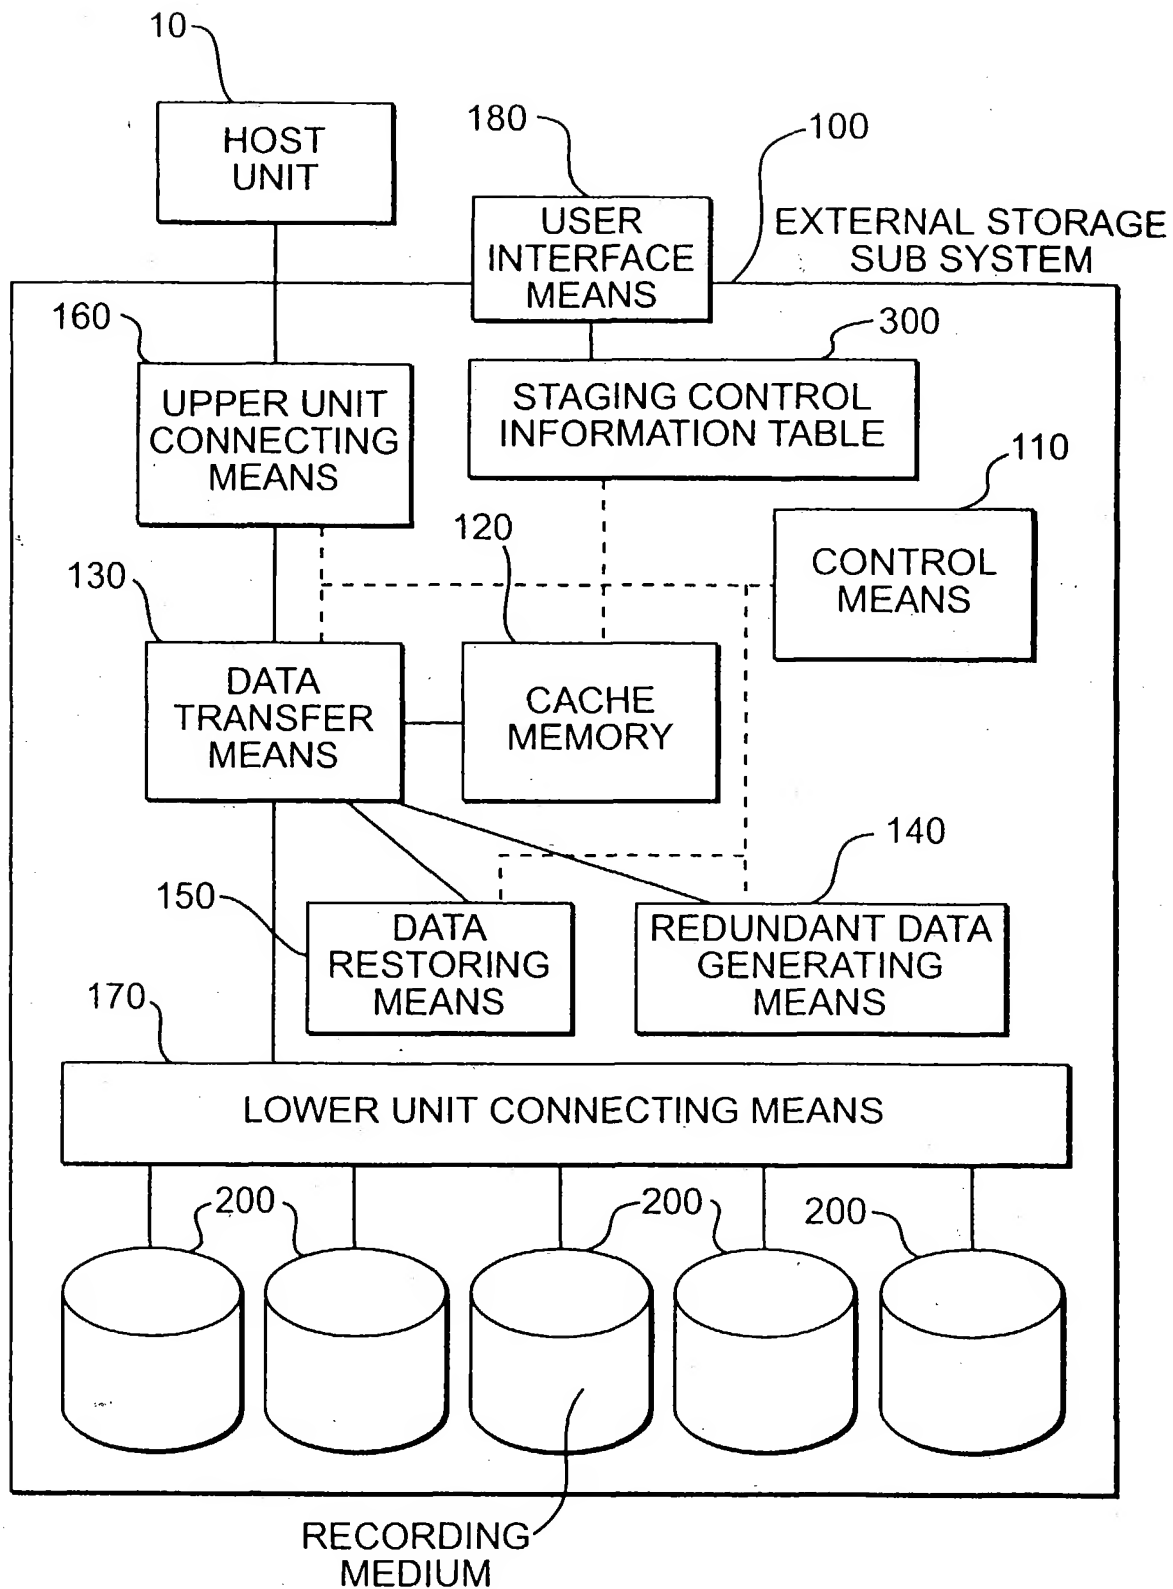 10
HOST
UNIT
180
100
USER
INTERFACE
MEANS
EXTERNAL STORAGE
SUB SYSTEM
160
300
UPPER UNIT
CONNECTING
MEANS
STAGING CONTROL
INFORMATION TABLE
110
120
CONTROL
MEANS
130
DATA
TRANSFER
MEANS
CACHE
MEMORY
140
150
DATA
RESTORING
MEANS
REDUNDANT DATA
GENERATING
MEANS
170
LOWER UNIT CONNECTING MEANS
200
200
200
RECORDING
MEDIUM